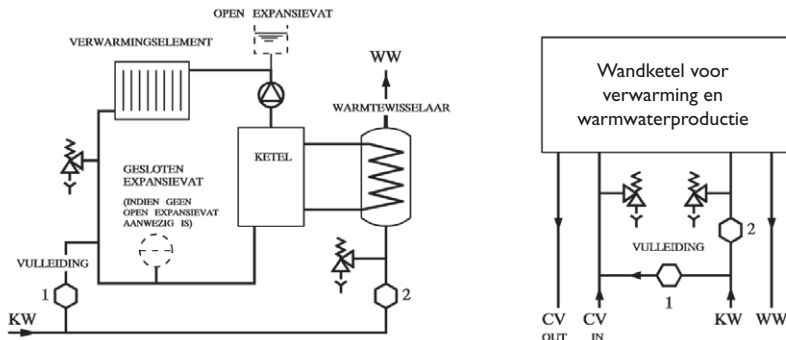 OPEN EXPANSIEVAT
VERWARMINGSELEMENT
WW
WARMTEWISSELAAR
KETEL
GESLOTEN
EXPANSIEVAT
(INDIEN GEEN
OPEN EXPANSIEVAT
AANWEZIG IS)
VULLEIDING
1
2
KW
Wandketel voor
verwarming en
warmwaterproductie
2
VULLEIDING
1
CV
OUT
CV
IN
KW
WW